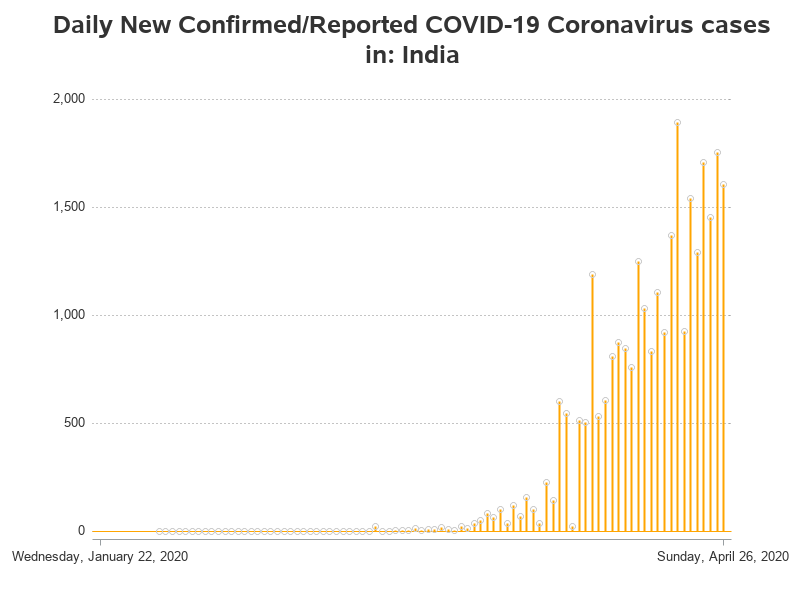 Daily New Confirmed/Reported COVID-19 Coronavirus cases
in: India
2,000
1,500
1,000
500
0
Wednesday, January 22, 2020
Sunday, April 26, 2020